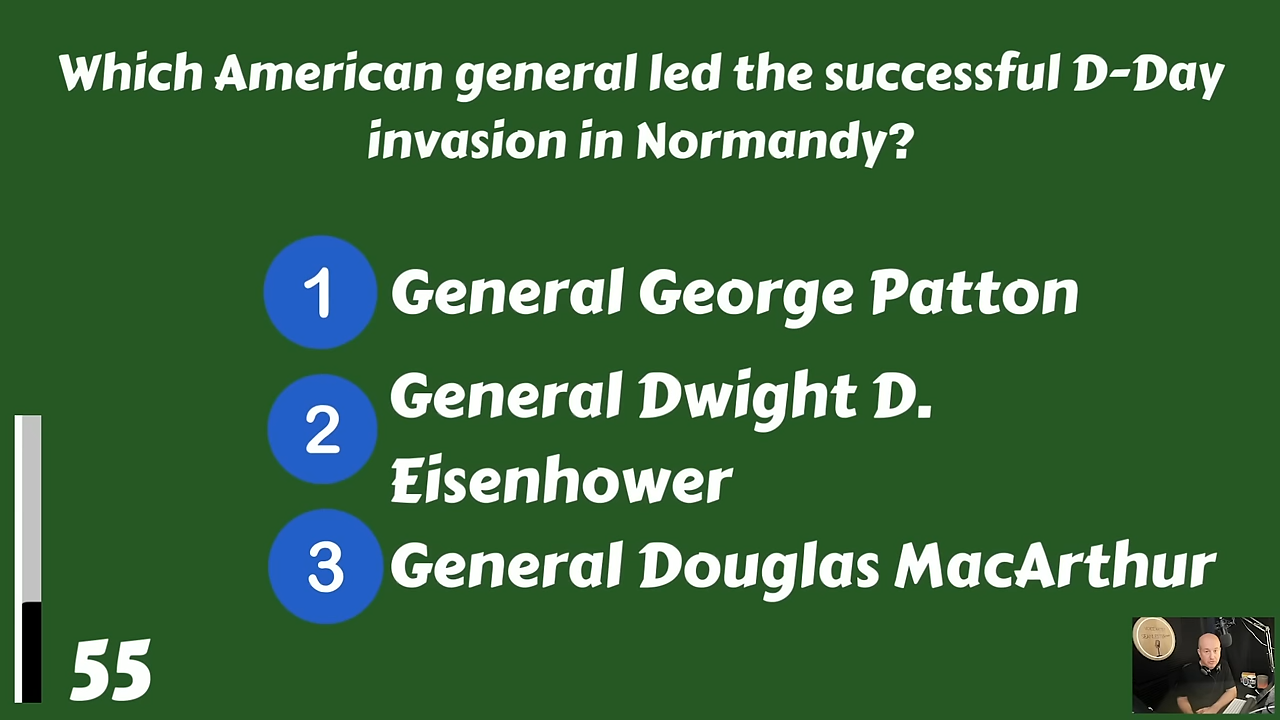 Which American general led the successful D-Day
invasion in Normandy?
1 General George Patton
2 General Dwight D.
Eisenhower
3 General Douglas MacArthur
55